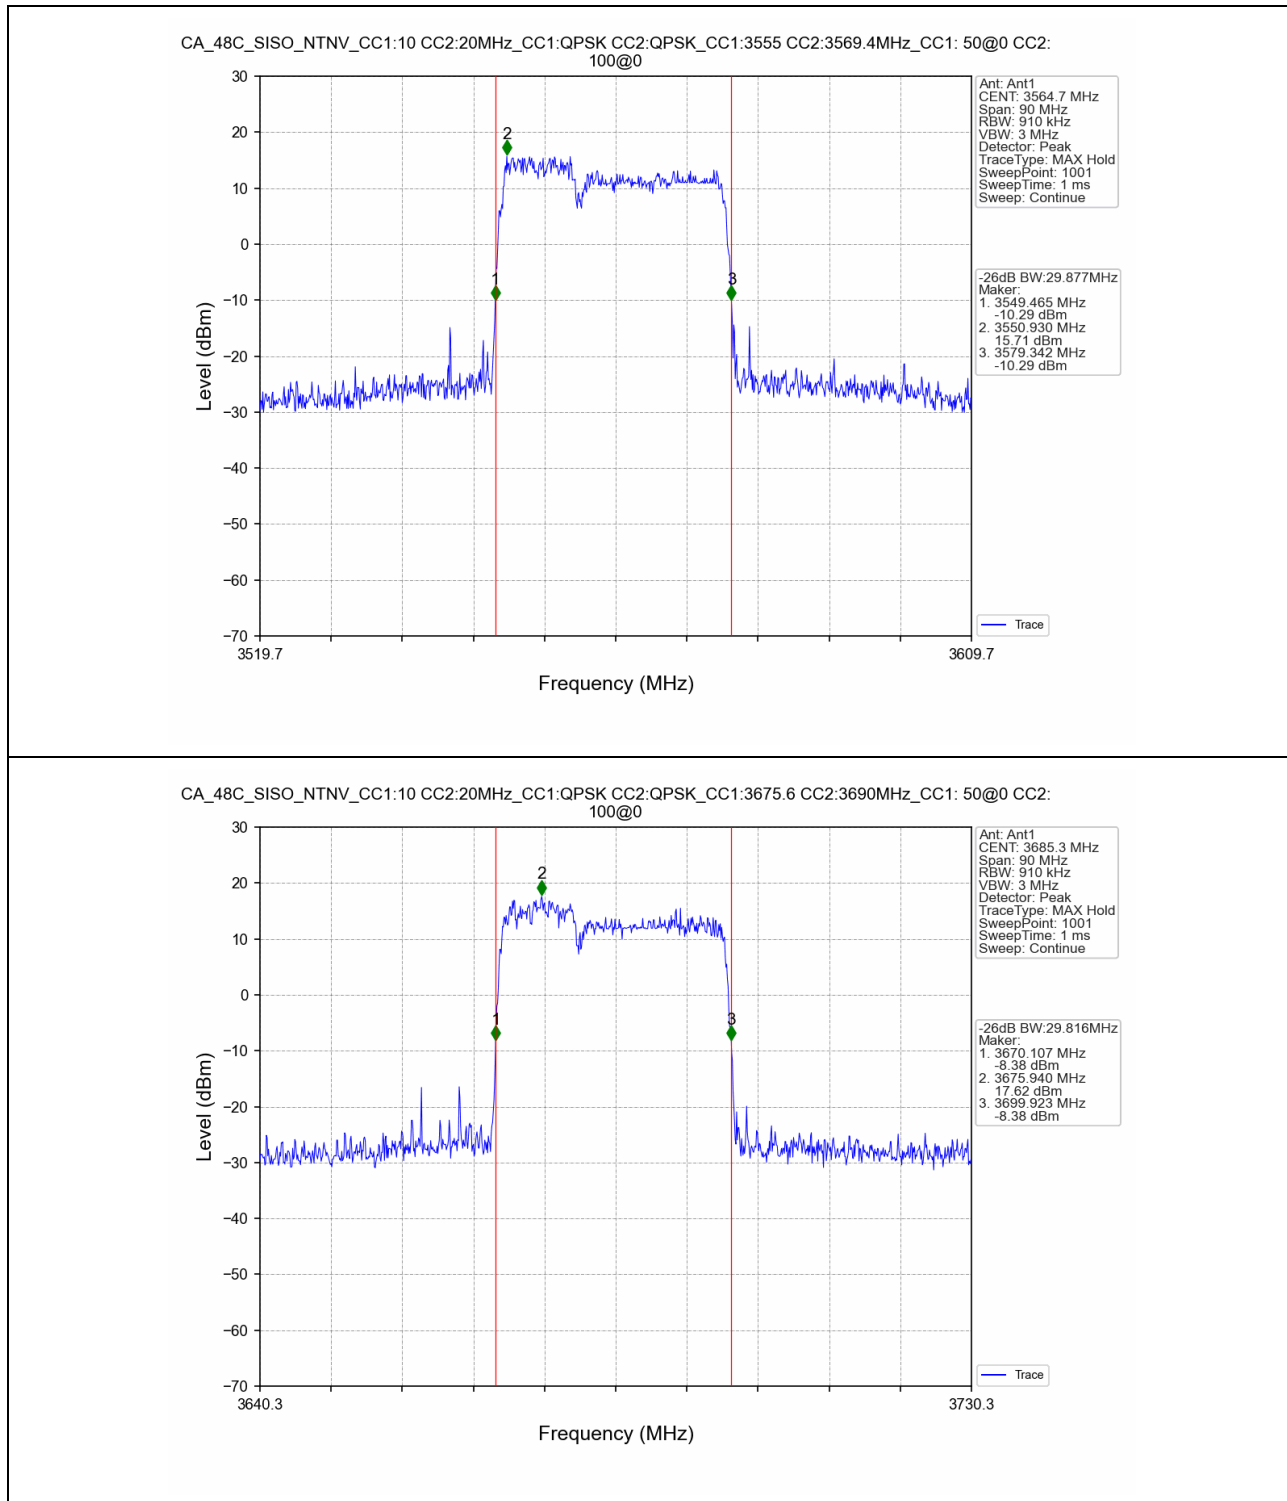 CA_48C_SISO_NTNV_CC1:10 CC2:20MHz_CC1:QPSK CC2:QPSK_CC1:3555 CC2:3569.4MHz_CC1: 50@0 CC2:
100@0
30
20
10
0
−10
−20
−30
−40
−50
−60
−70
Level (dBm)
1
2
3
3519.7
3609.7
Frequency (MHz)
Ant: Ant1
CENT: 3564.7 MHz
Span: 90 MHz
RBW: 910 kHz
VBW: 3 MHz
Detector: Peak
TraceType: MAX Hold
SweepPoint: 1001
SweepTime: 1 ms
Sweep: Continue
-26dB BW:29.877MHz
Maker:
1. 3549.465 MHz
-10.29 dBm
2. 3550.930 MHz
15.71 dBm
3. 3579.342 MHz
-10.29 dBm
Trace
CA_48C_SISO_NTNV_CC1:10 CC2:20MHz_CC1:QPSK CC2:QPSK_CC1:3675.6 CC2:3690MHz_CC1: 50@0 CC2:
100@0
30
20
10
0
−10
−20
−30
−40
−50
−60
−70
Level (dBm)
1
2
3
3640.3
3730.3
Frequency (MHz)
Ant: Ant1
CENT: 3685.3 MHz
Span: 90 MHz
RBW: 910 kHz
VBW: 3 MHz
Detector: Peak
TraceType: MAX Hold
SweepPoint: 1001
SweepTime: 1 ms
Sweep: Continue
-26dB BW:29.816MHz
Maker:
1. 3670.107 MHz
-8.38 dBm
2. 3675.940 MHz
17.62 dBm
3. 3699.923 MHz
-8.38 dBm
Trace